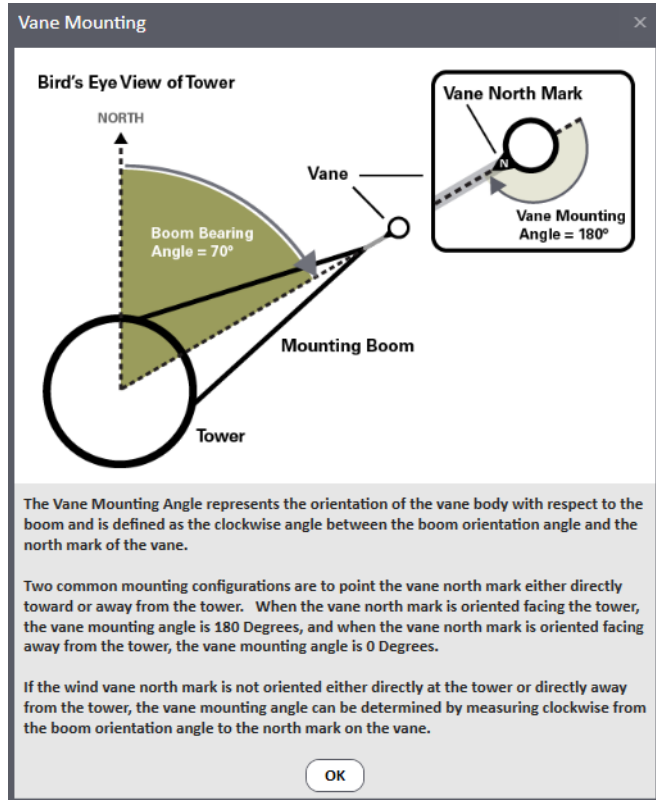 Vane Mounting
×
Bird's Eye View of Tower
NORTH
Vane North Mark
N
Vane
Vane Mounting
Angle = 180º
Boom Bearing
Angle = 70º
Mounting Boom
Tower
The Vane Mounting Angle represents the orientation of the vane body with respect to the
boom and is defined as the clockwise angle between the boom orientation angle and the
north mark of the vane.
Two common mounting configurations are to point the vane north mark either directly
toward or away from the tower.   When the vane north mark is oriented facing the tower,
the vane mounting angle is 180 Degrees, and when the vane north mark is oriented facing
away from the tower, the vane mounting angle is 0 Degrees.
If the wind vane north mark is not oriented either directly at the tower or directly away
from the tower, the vane mounting angle can be determined by measuring clockwise from
the boom orientation angle to the north mark on the vane.
OK